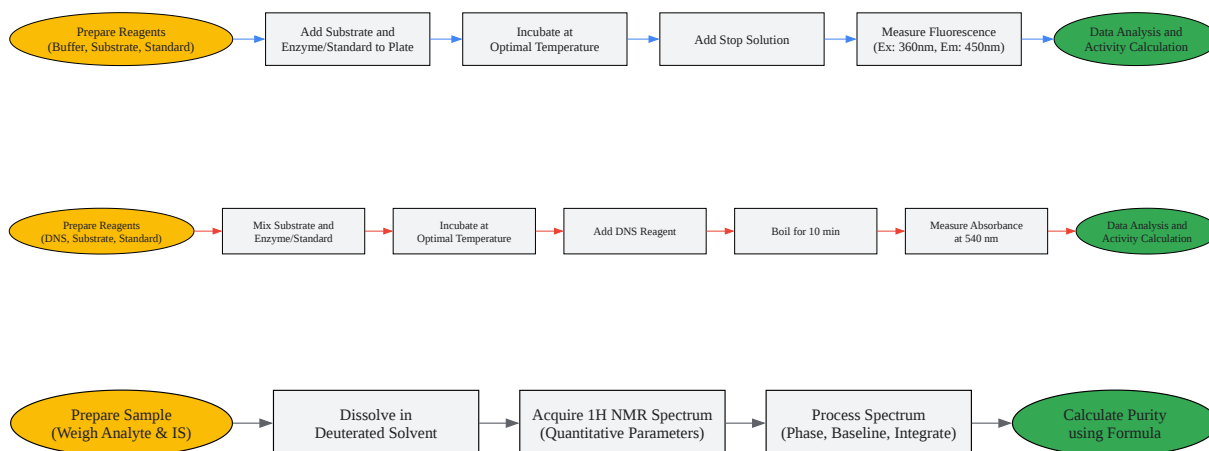 Prepare Reagents
(Buffer, Substrate, Standard)
Add Substrate and
Enzyme/Standard to Plate
Incubate at
Optimal Temperature
Add Stop Solution
Measure Fluorescence
(Ex: 360nm, Em: 450nm)
Data Analysis and
Activity Calculation
Prepare Reagents
(DNS, Substrate, Standard)
Mix Substrate and
Enzyme/Standard
Incubate at
Optimal Temperature
Add DNS Reagent
Boil for 10 min
Measure Absorbance
at 540 nm
Data Analysis and
Activity Calculation
Prepare Sample
(Weigh Analyte & IS)
Dissolve in
Deuterated Solvent
Acquire 1H NMR Spectrum
(Quantitative Parameters)
Process Spectrum
(Phase, Baseline, Integrate)
Calculate Purity
using Formula